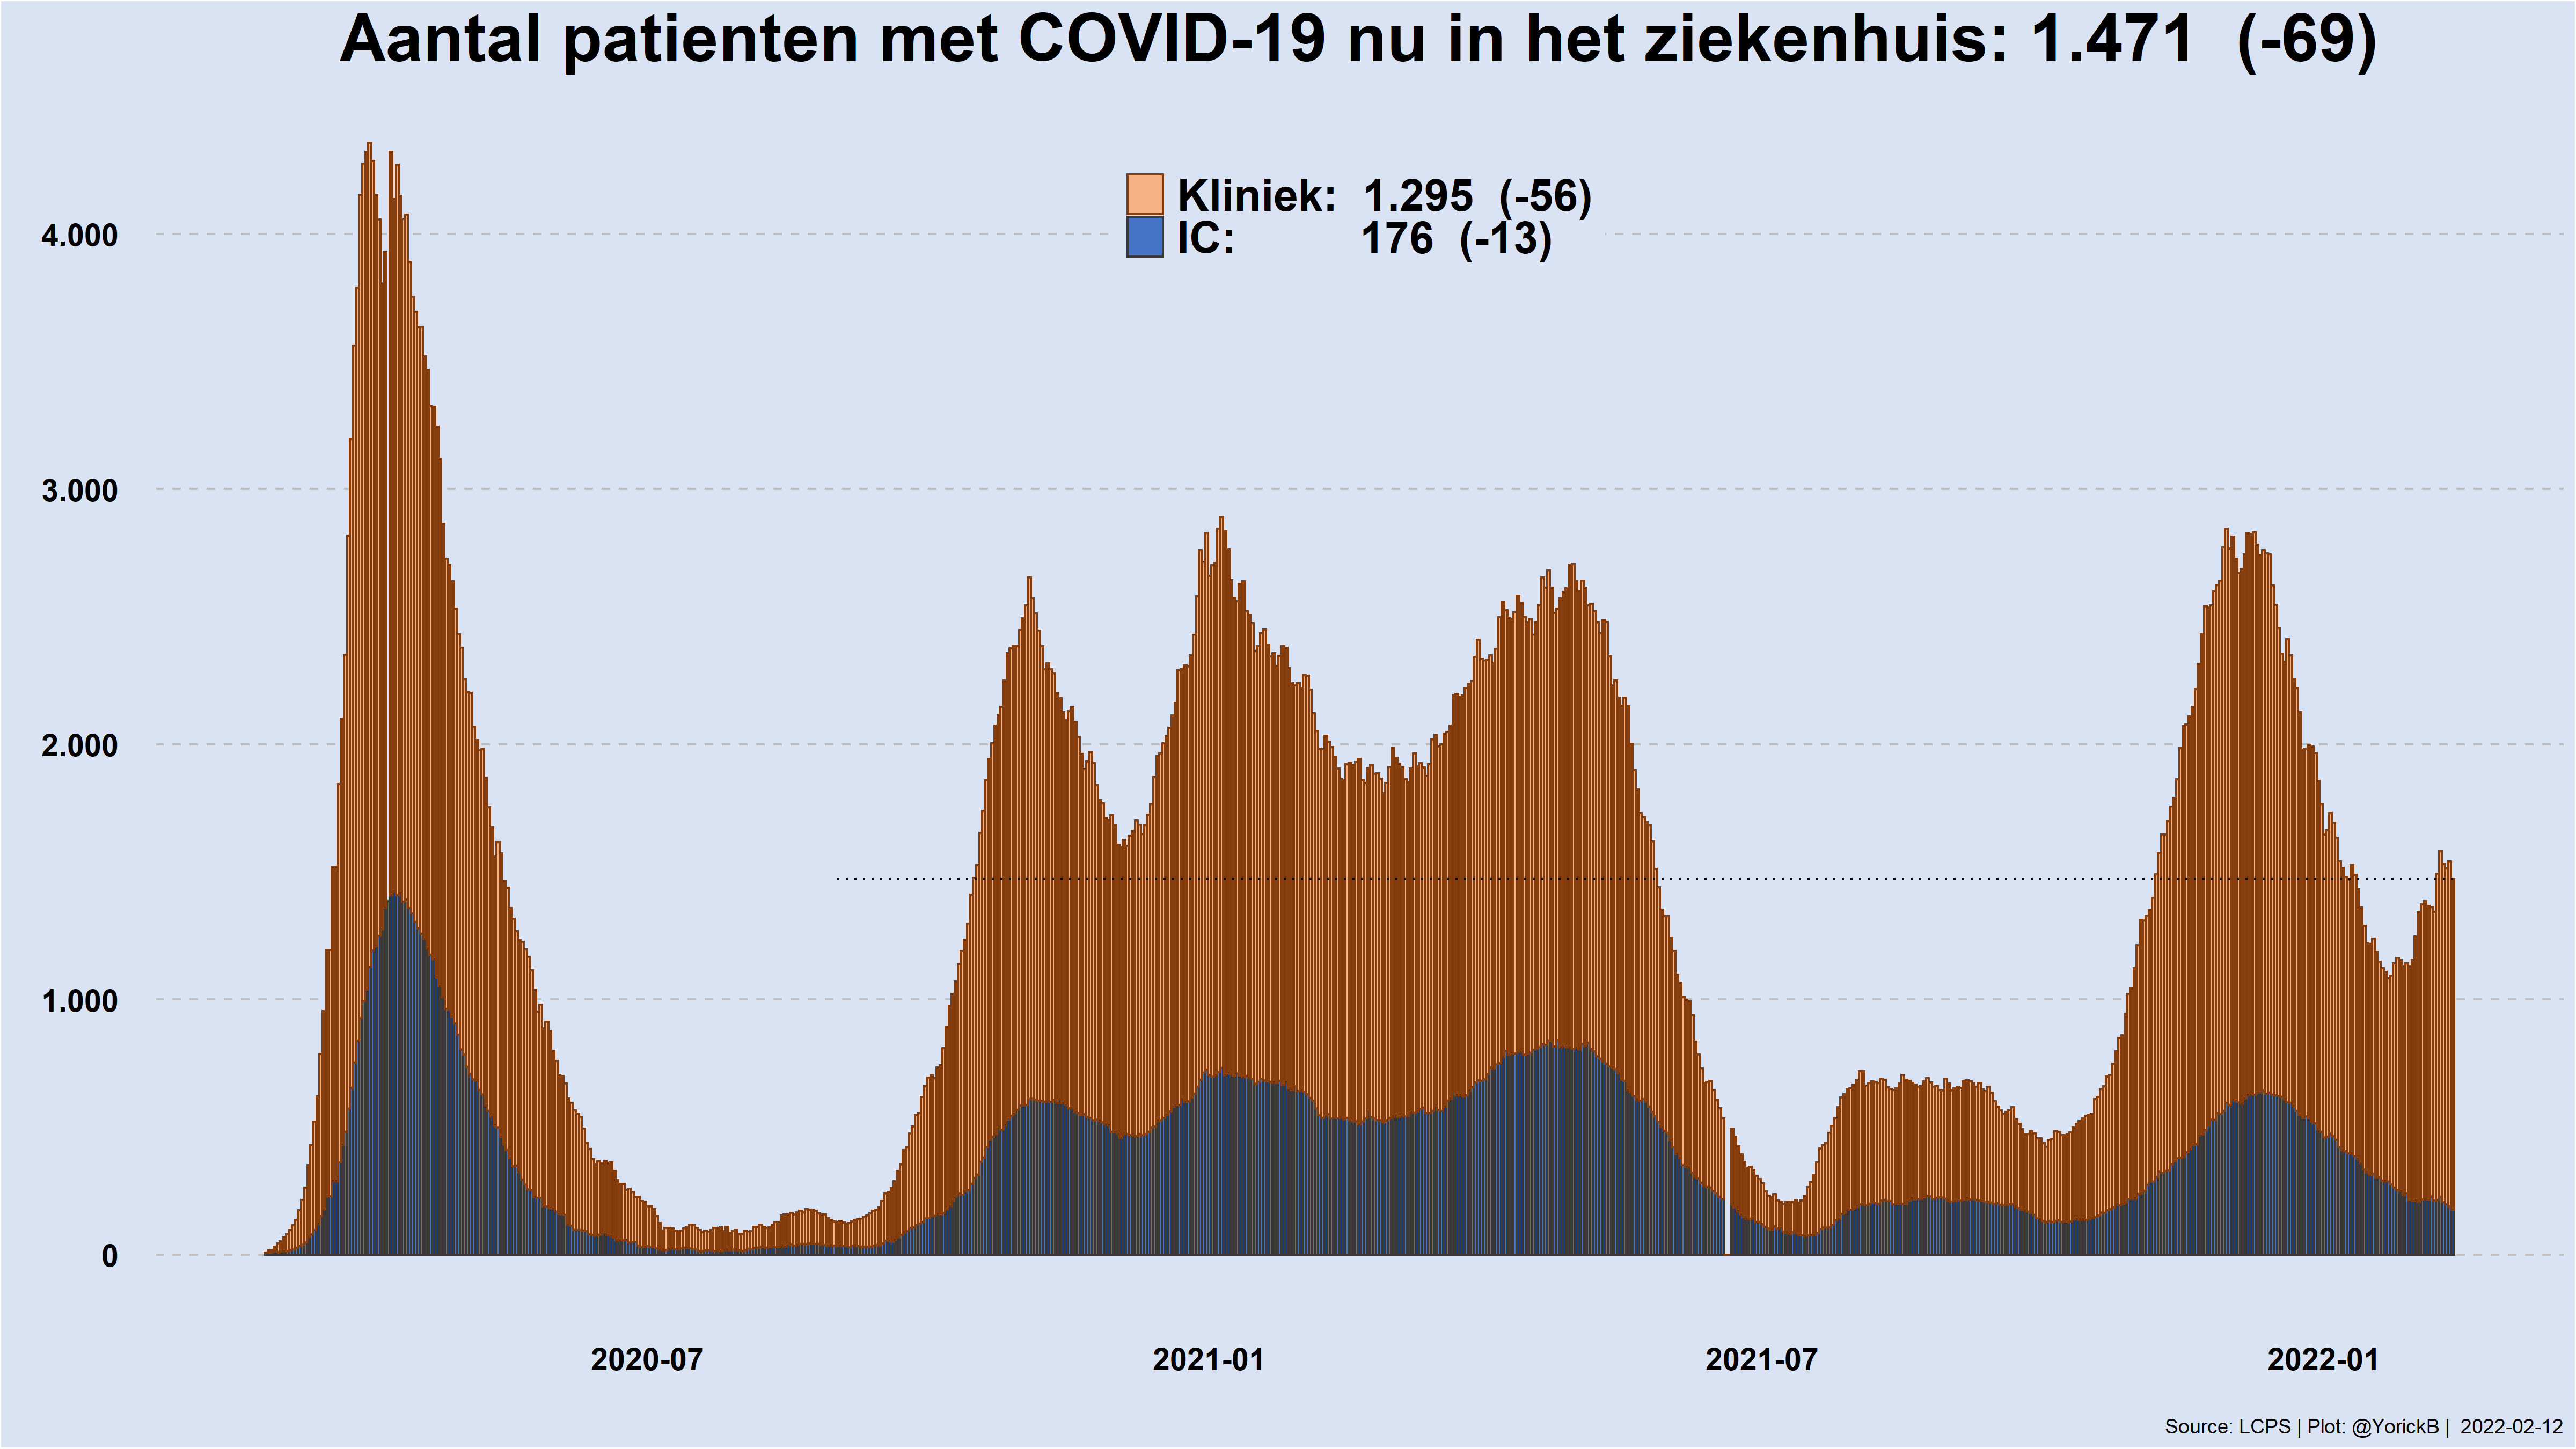 Aantal patienten met COVID-19 nu in het ziekenhuis: 1.471 (-69)
Kliniek: 1.295 (-56)
IC: 176 (-13)
4.000
3.000
2.000
1.000
0
2020-07
2021-01
2021-07
2022-01
Source: LCPS | Plot: @YorickB | 2022-02-12